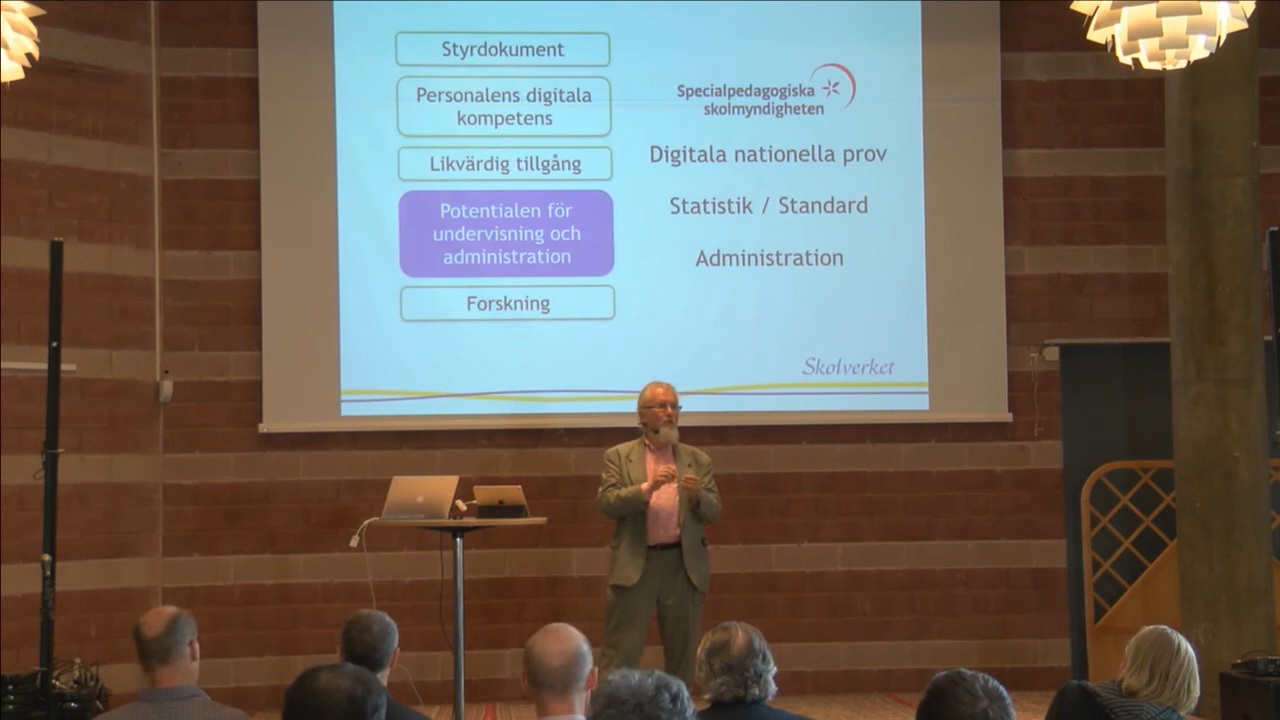 Styrdokument
Personalens digitala
kompetens
Likvärdig tillgång
Potentialen för
undervisning och
administration
Forskning
Specialpedagogiska
skolmyndigheten
Digitala nationella prov
Statistik / Standard
Administration
Skolverket